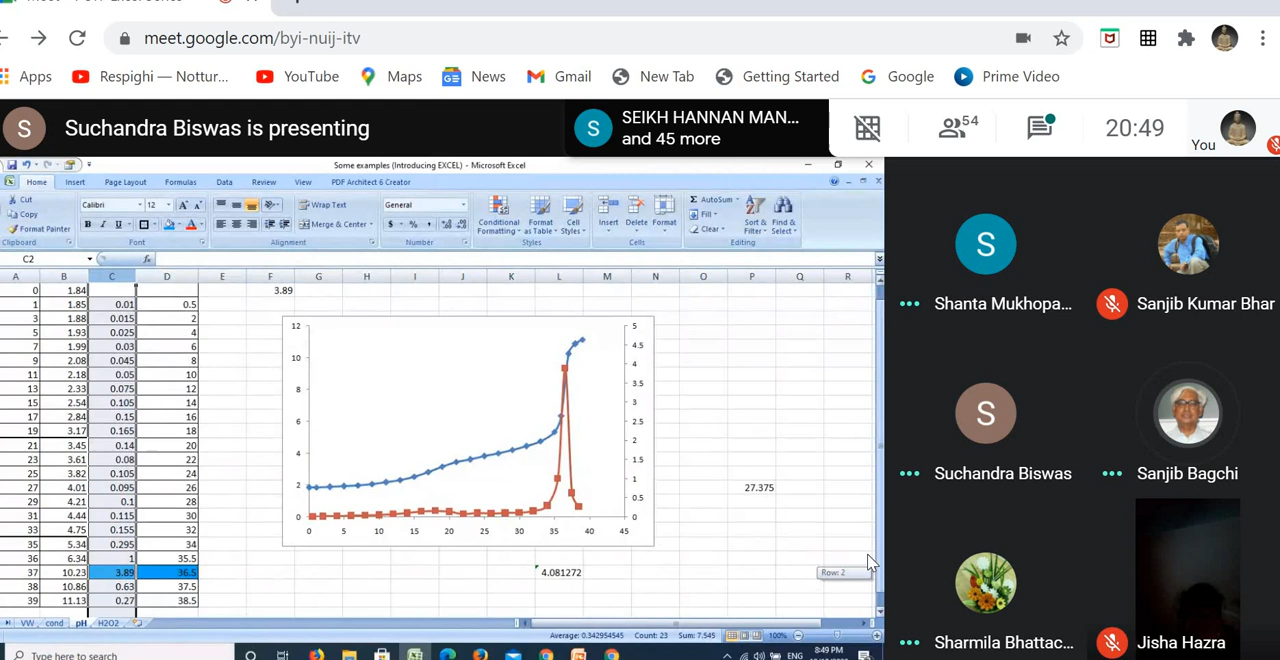 meet.google.com/byi-nuij-itv
Apps Respighi — Nottur... YouTube Maps News Gmail New Tab Getting Started Google Prime Video
S Suchandra Biswas is presenting
S SEIKH HANNAN MAN...
and 45 more
54
20:49
You
Some examples (Introducing EXCEL) - Microsoft Excel
Home Insert Page Layout Formulas Data Review View PDF Architect 6 Creator
Cut
Copy
Format Painter
Clipboard
Calibri 12
B I U
Font
Wrap Text
Merge & Center
Alignment
General
$ % ,
Number
Conditional Formatting Format as Table Cell Styles
Styles
Insert Delete Format
Cells
AutoSum
Fill
Clear
Sort & Filter Find & Select
Editing
C2
A B C D E F G H I J K L M N O P Q R
0 1.84 3.89
1 1.85 0.01 0.5
3 1.88 0.015 2
5 1.93 0.025 4
7 1.99 0.03 6
9 2.08 0.045 8
11 2.18 0.05 10
13 2.33 0.075 12
15 2.54 0.105 14
17 2.84 0.15 16
19 3.17 0.165 18
21 3.45 0.14 20
23 3.61 0.08 22
25 3.82 0.105 24
27 4.01 0.095 26
29 4.21 0.1 28
31 4.44 0.115 30
33 4.75 0.155 32
35 5.34 0.295 34
36 6.34 1 35.5
37 10.23 3.89 36.5
38 10.86 0.63 37.5
39 11.13 0.27 38.5
12
10
8
6
4
2
0
5
4.5
4
3.5
3
2.5
2
1.5
1
0.5
0
0 5 10 15 20 25 30 35 40 45
27.375
4.081272
Row: 2
VW cond pH H2O2
Average: 0.342954545 Count: 23 Sum: 7.545 100%
Type here to search
ENG
8:49 PM
S
Shanta Mukhopa...
Sanjib Kumar Bhar
S
Suchandra Biswas
Sanjib Bagchi
Sharmila Bhattac...
Jisha Hazra